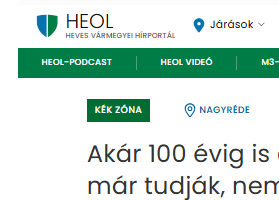 HEOL
HEVES VÁRMEGYEI HÍRPORTÁL
Járások
HEOL-PODCAST HEOL VIDEÓ M3-
KÉK ZÓNA NAGYRÉDE
Akár 100 évig is
már tudják, nem